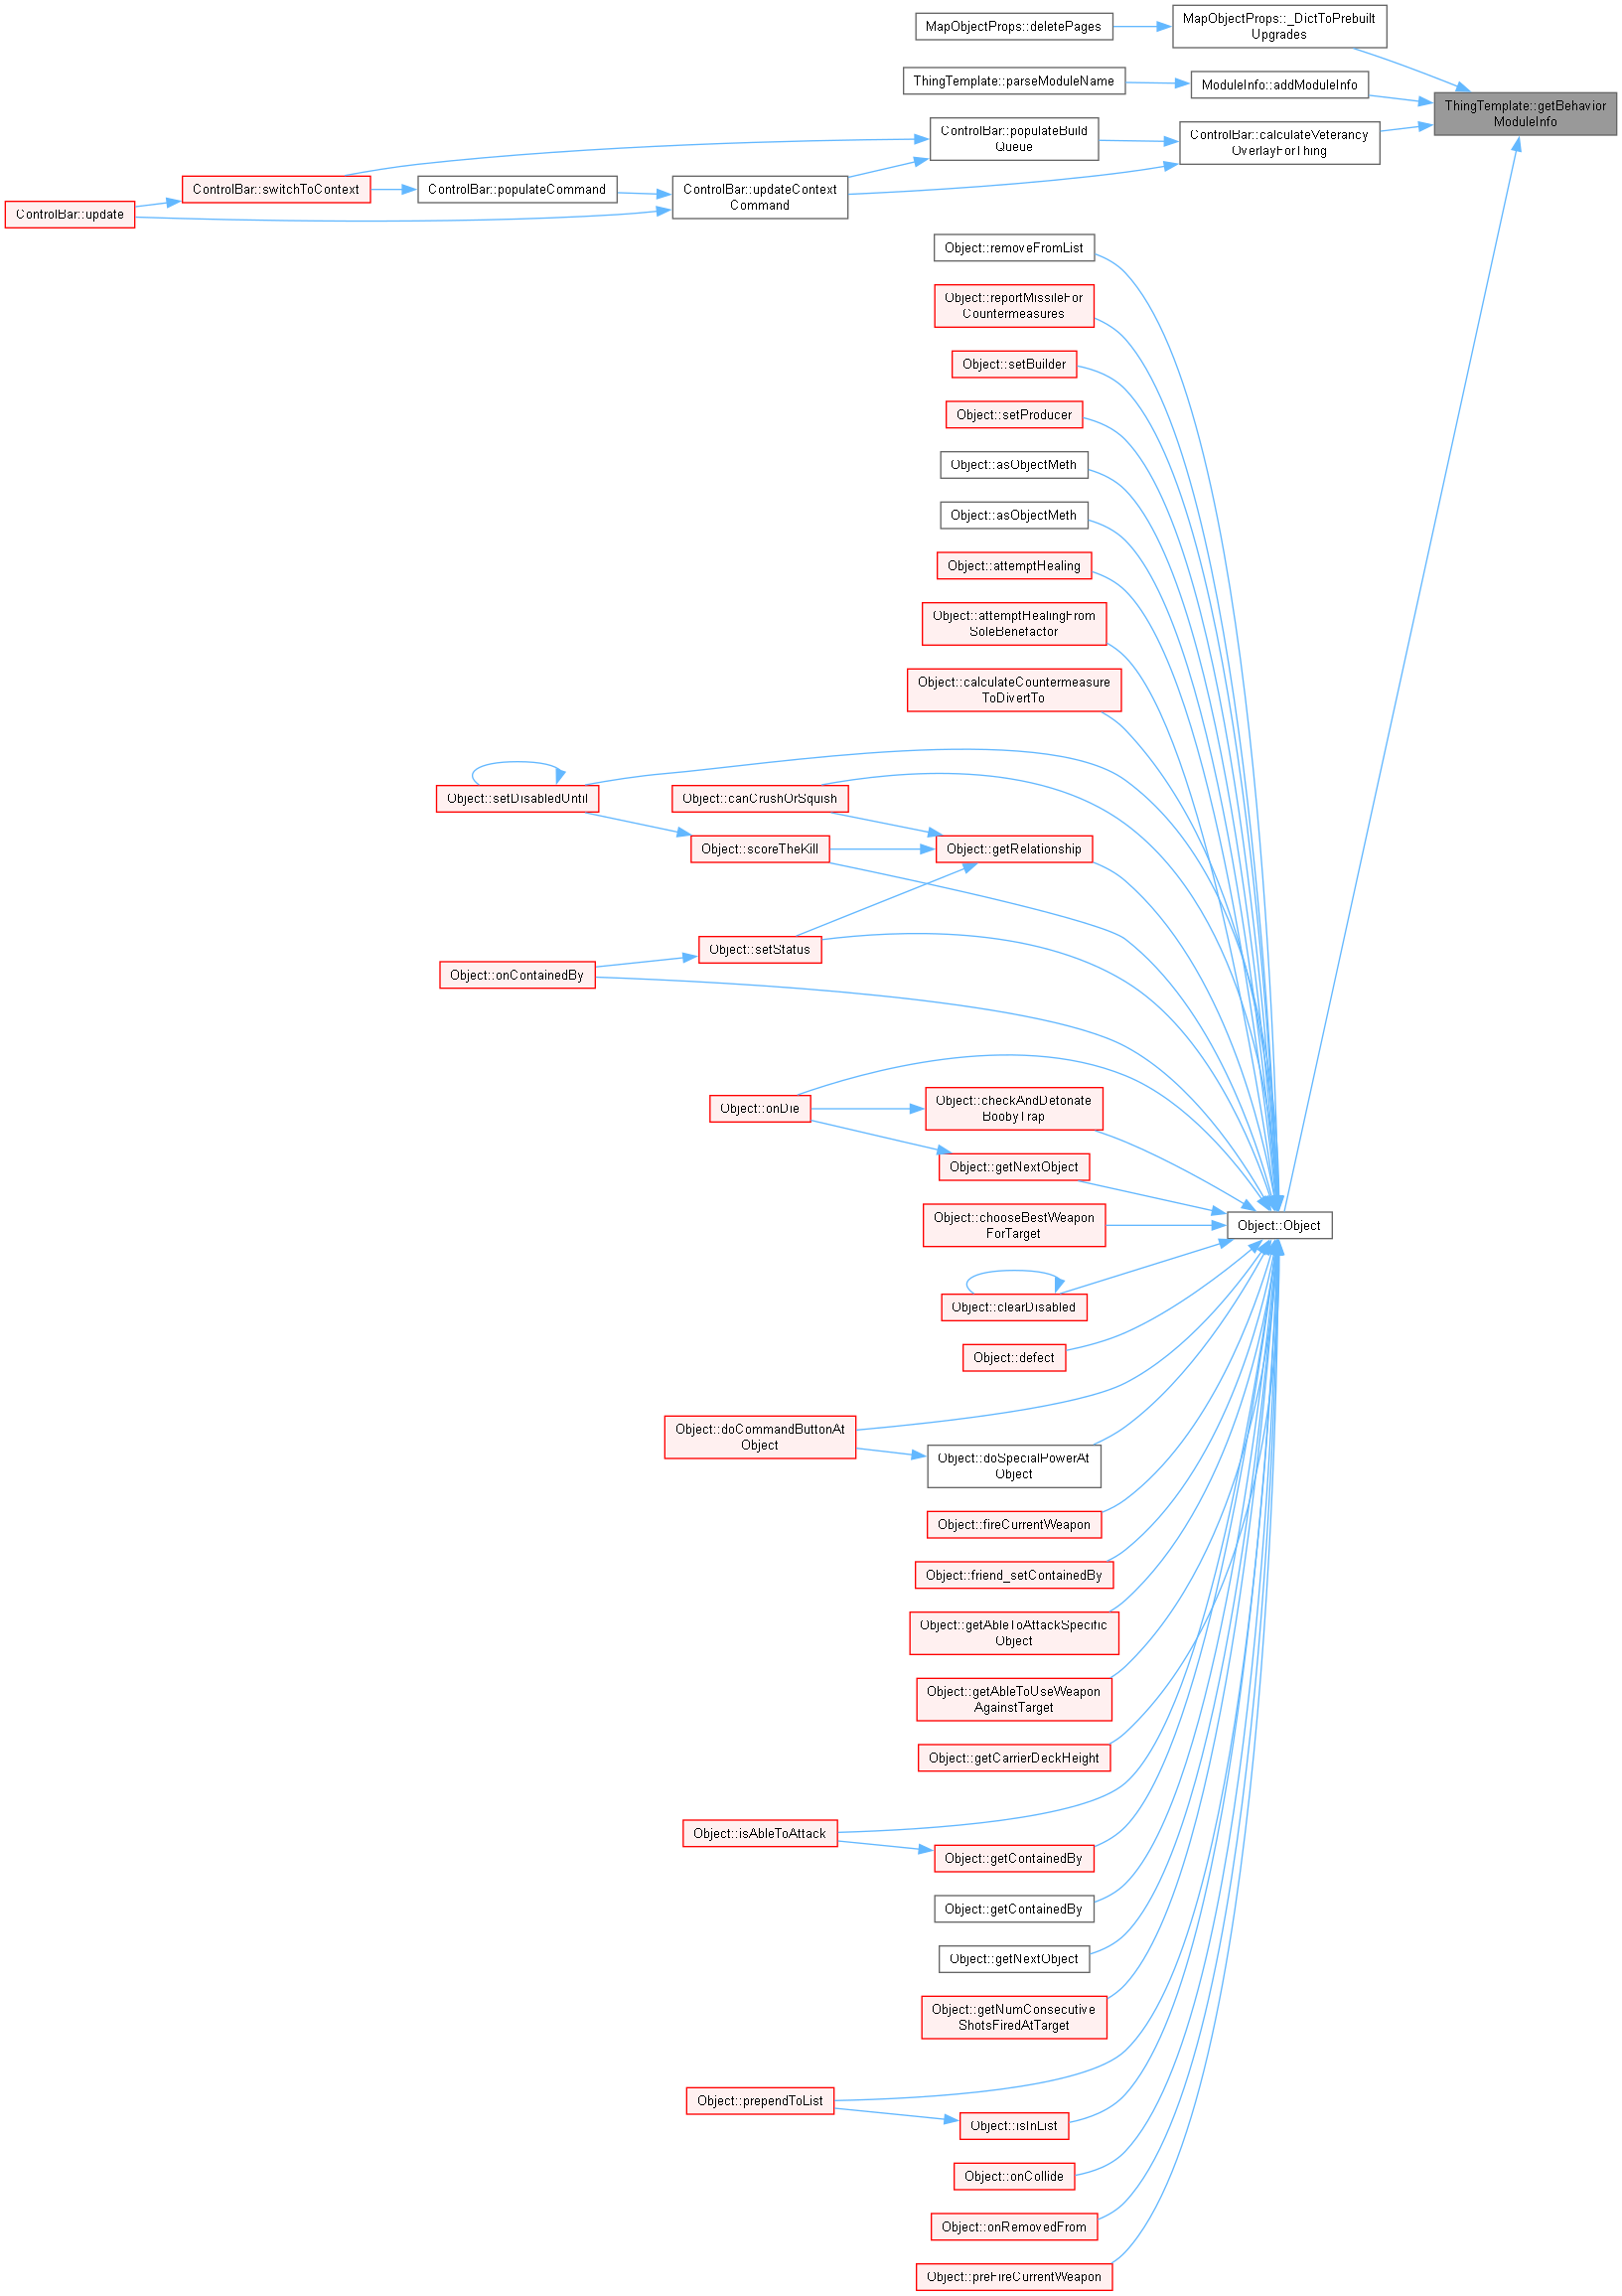 MapObjectProps::deletePages
MapObjectProps::_DictToPrebuilt
Upgrades
ThingTemplate::parseModuleName
ModuleInfo::addModuleInfo
ThingTemplate::getBehavior
ModuleInfo
ControlBar::populateBuild
Queue
ControlBar::calculateVeterancy
OverlayForThing
ControlBar::update
ControlBar::switchToContext
ControlBar::populateCommand
ControlBar::updateContext
Command
Object::removeFromList
Object::reportMissileFor
Countermeasures
Object::setBuilder
Object::setProducer
Object::asObjectMeth
Object::asObjectMeth
Object::attemptHealing
Object::attemptHealingFrom
SoleBenefactor
Object::calculateCountermeasure
ToDivertTo
Object::setDisabledUntil
Object::canCrushOrSquish
Object::scoreTheKill
Object::getRelationship
Object::setStatus
Object::onContainedBy
Object::onDie
Object::checkAndDetonate
BoobyTrap
Object::getNextObject
Object::chooseBestWeapon
ForTarget
Object::Object
Object::clearDisabled
Object::defect
Object::doCommandButtonAt
Object
Object::doSpecialPowerAt
Object
Object::fireCurrentWeapon
Object::friend_setContainedBy
Object::getAbleToAttackSpecific
Object
Object::getAbleToUseWeapon
AgainstTarget
Object::getCarrierDeckHeight
Object::isAbleToAttack
Object::getContainedBy
Object::getContainedBy
Object::getNextObject
Object::getNumConsecutive
ShotsFiredAtTarget
Object::prependToList
Object::isInList
Object::onCollide
Object::onRemovedFrom
Object::preFireCurrentWeapon